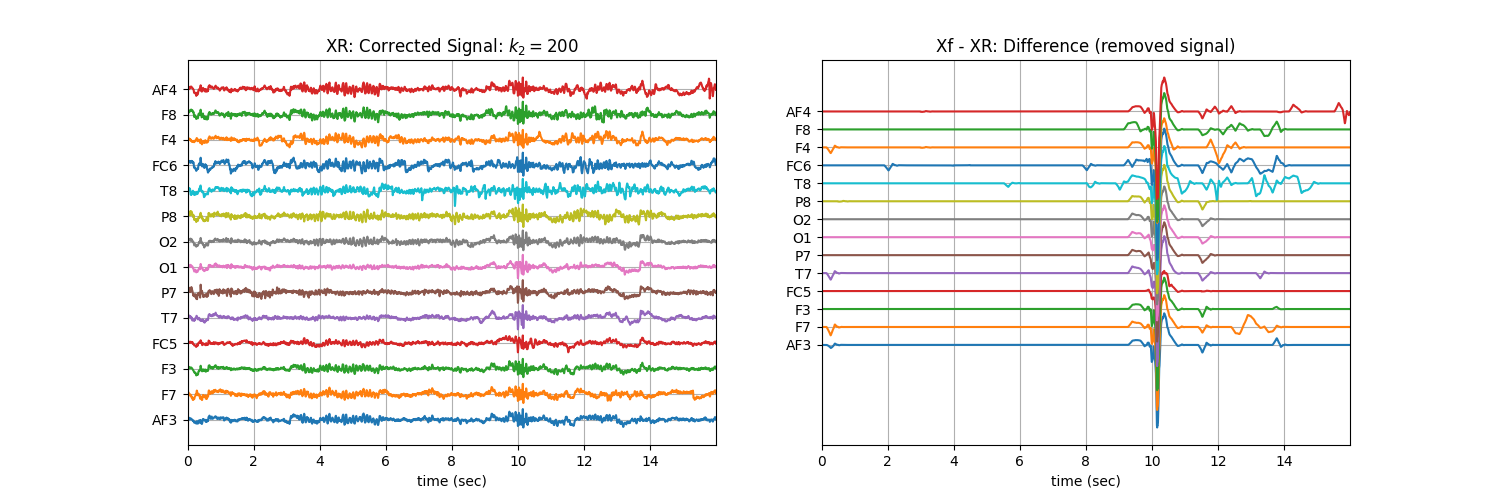 XR: Corrected Signal: k₂ = 200
AF4
F8
F4
FC6
T8
P8
O2
O1
P7
T7
FC5
F3
F7
AF3
0 2 4 6 8 10 12 14
time (sec)
Xf - XR: Difference (removed signal)
AF4
F8
F4
FC6
T8
P8
O2
O1
P7
T7
FC5
F3
F7
AF3
0 2 4 6 8 10 12 14
time (sec)